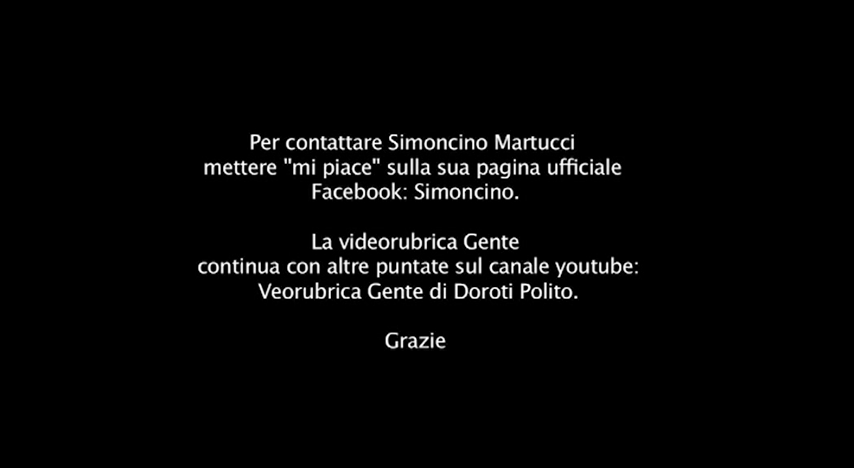 Per contattare Simoncino Martucci
mettere "mi piace" sulla sua pagina ufficiale
Facebook: Simoncino.
La videorubrica Gente
continua con altre puntate sul canale youtube:
Veorubrica Gente di Doroti Polito.
Grazie